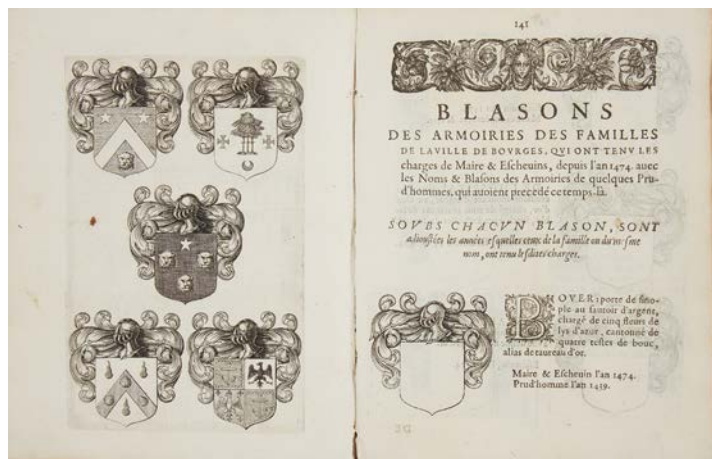 141
BLASONS
DES ARMOIRIES DES FAMILLES
DE LA VILLE DE BOVRGES, QVI ONT TENV LES
charges de Maire & Escheuins, depuis l'an 1474. auec
les Noms & Blasons des Armoiries de quelques Pru-
d'hommes, qui auoient precedé ce temps-là.
SOVBS CHACVN BLASON, SONT
adioustées les années esquelles ceux de la famille ou du mesme
nom, ont tenu lesdites charges.
BOVER: porte de sino-
ple au sautoir d'argent,
chargé de cinq fleurs de
lys d'azur, cantonné de
quatre testes de bouc,
alias de taureau d'or.
Maire & Escheuin l'an 1474.
Prud'homme l'an 1439.